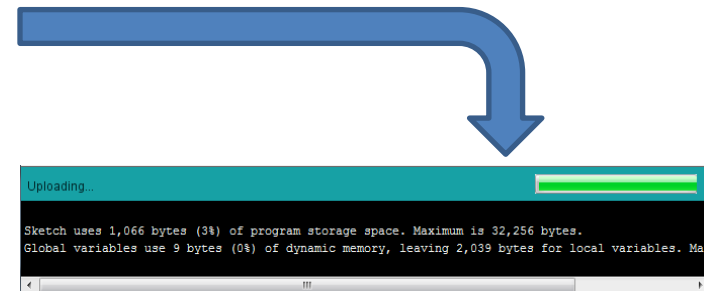 Uploading...
Sketch uses 1,066 bytes (3%) of program storage space. Maximum is 32,256 bytes.
Global variables use 9 bytes (0%) of dynamic memory, leaving 2,039 bytes for local variables. Ma